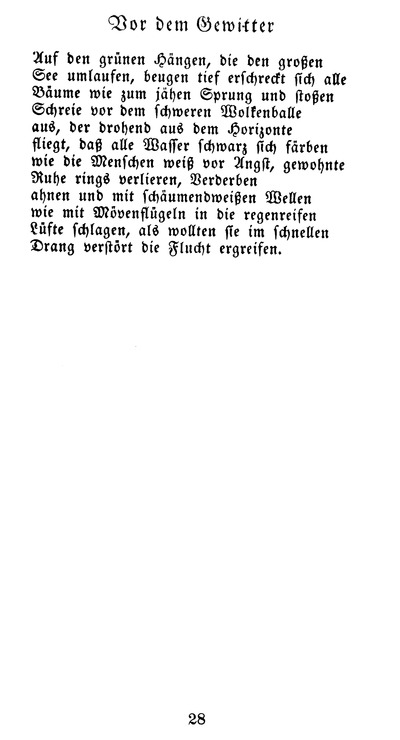 Vor dem Gewitter
Auf den grünen Hängen, die den großen
See umlaufen, beugen tief erschreckt sich alle
Bäume wie zum jähen Sprung und stoßen
Schreie vor dem schweren Wolkenballe
aus, der drohend aus dem Horizonte
fliegt, daß alle Wasser schwarz sich färben
wie die Menschen weiß vor Angst, gewohnte
Ruhe rings verlieren, Verderben
ahnen und mit schäumendweißen Wellen
wie mit Mövenflügeln in die regenreifen
Lüfte schlagen, als wollten sie im schnellen
Drang verstört die Flucht ergreifen.
28